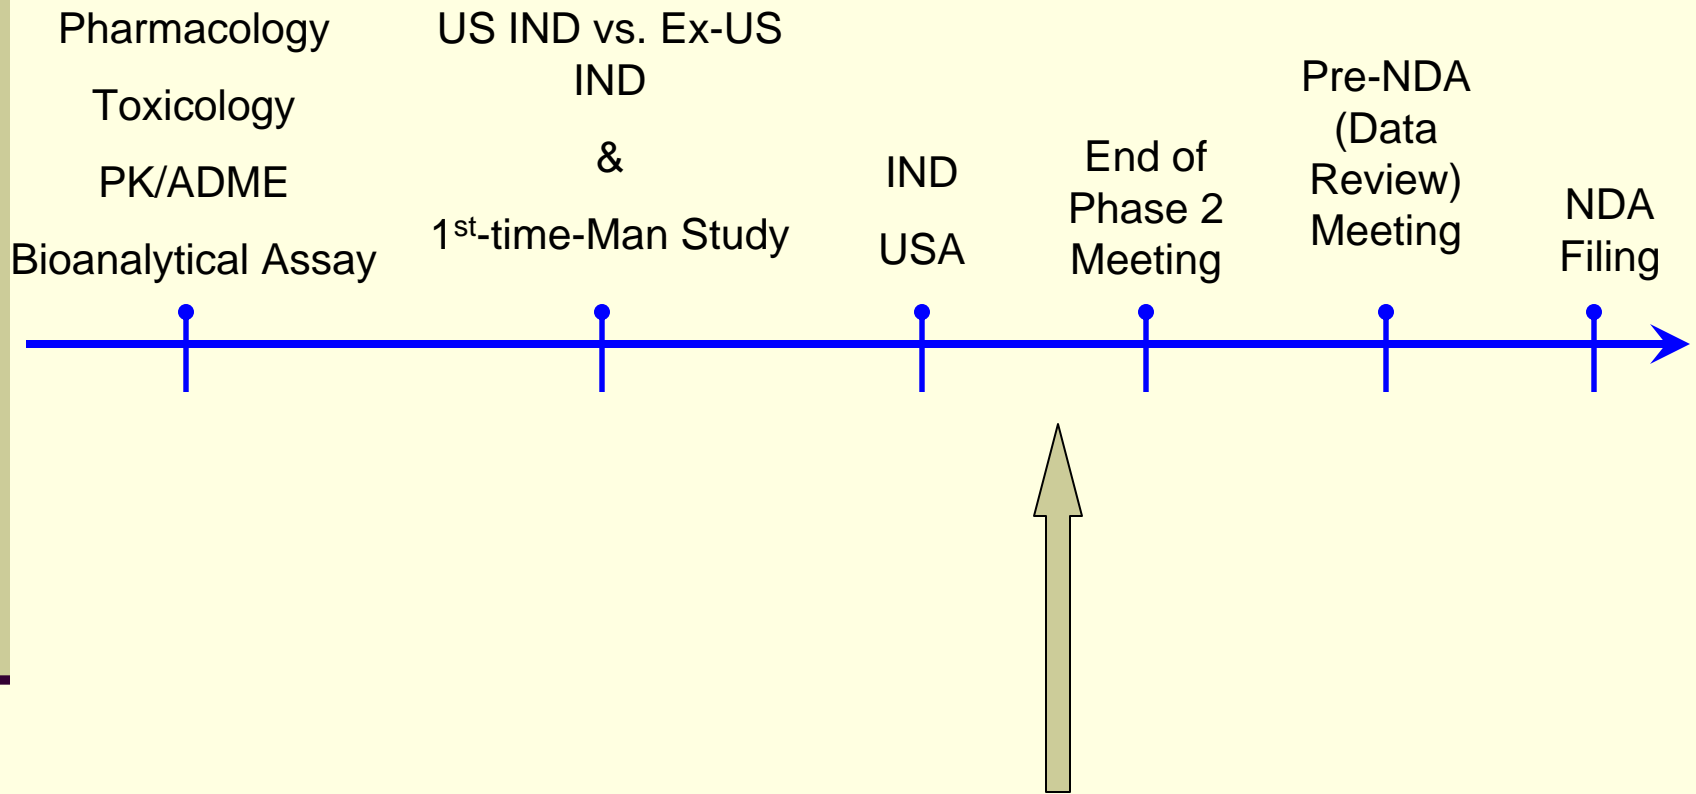 Pharmacology
Toxicology
PK/ADME
Bioanalytical Assay
US IND vs. Ex-US
IND
&
1st-time-Man Study
IND
USA
End of
Phase 2
Meeting
Pre-NDA
(Data
Review)
Meeting
NDA
Filing